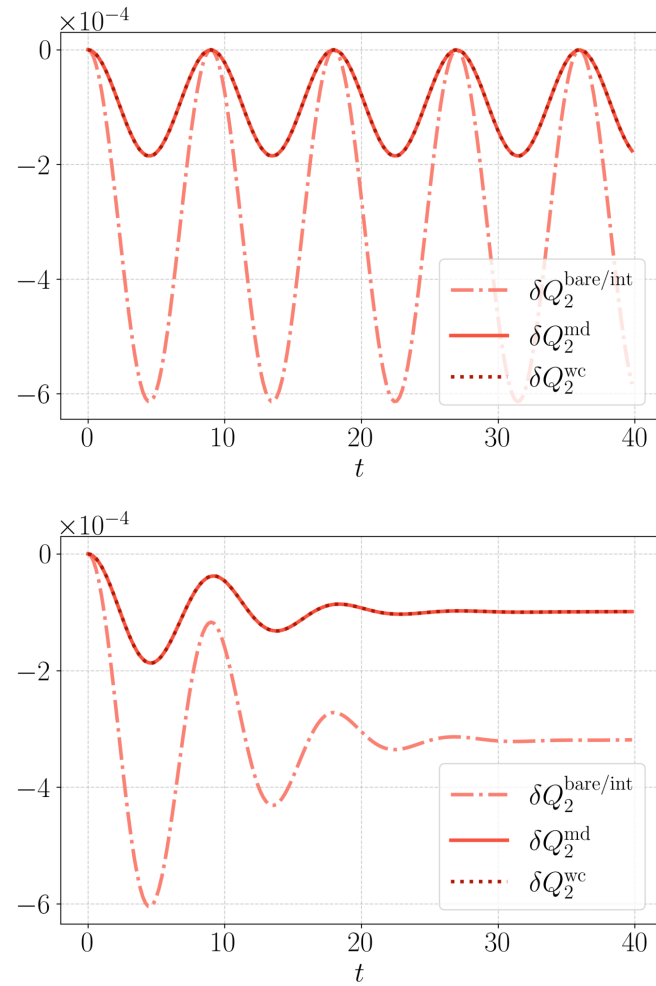 ×10⁻⁴
0
−2
−4
−6
0 10 20 30 40
t
δQ₂^bare/int
δQ₂^md
δQ₂^wc
×10⁻⁴
0
−2
−4
−6
0 10 20 30 40
t
δQ₂^bare/int
δQ₂^md
δQ₂^wc